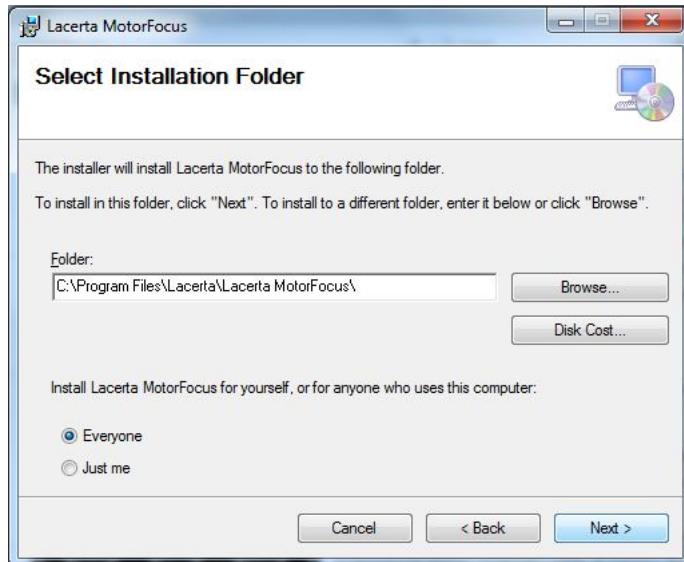 Lacerta MotorFocus
Select Installation Folder
The installer will install Lacerta MotorFocus to the following folder.
To install in this folder, click "Next". To install to a different folder, enter it below or click "Browse".
Folder:
C:\Program Files\Lacerta\Lacerta MotorFocus\
Browse...
Disk Cost...
Install Lacerta MotorFocus for yourself, or for anyone who uses this computer:
Everyone
Just me
Cancel
< Back
Next >